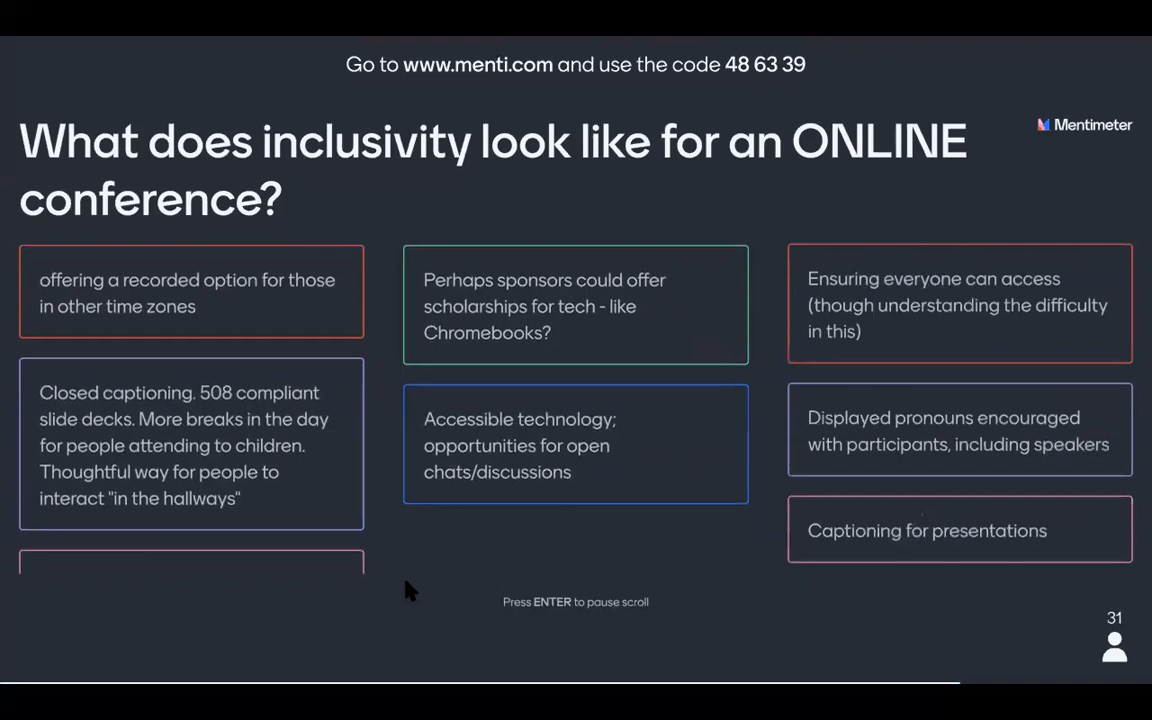 Go to www.menti.com and use the code 48 63 39
What does inclusivity look like for an ONLINE
conference?
Mentimeter
offering a recorded option for those
in other time zones
Closed captioning. 508 compliant
slide decks. More breaks in the day
for people attending to children.
Thoughtful way for people to
interact "in the hallways"
Perhaps sponsors could offer
scholarships for tech - like
Chromebooks?
Accessible technology;
opportunities for open
chats/discussions
Ensuring everyone can access
(though understanding the difficulty
in this)
Displayed pronouns encouraged
with participants, including speakers
Captioning for presentations
Press ENTER to pause scroll
31